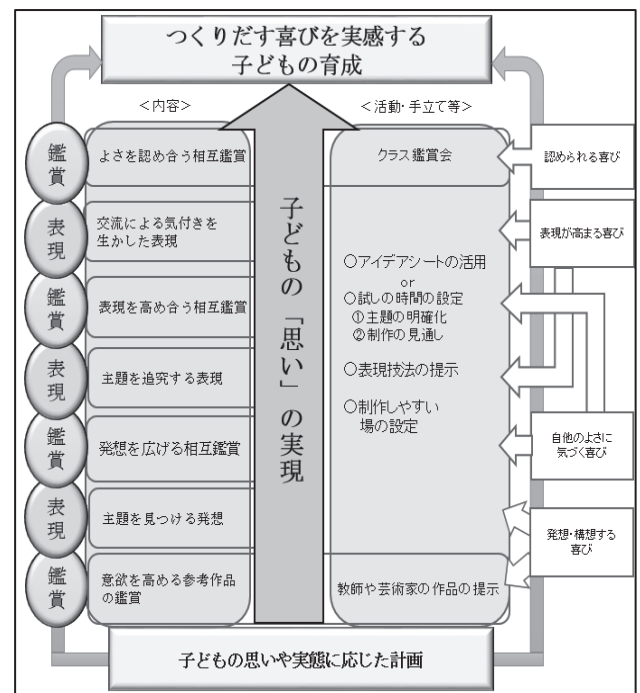 つくりだす喜びを実感する
子どもの育成
＜内容＞
＜活動・手立て等＞
鑑賞
よさを認め合う相互鑑賞
クラス鑑賞会
認められる喜び
表現
交流による気付きを
生かした表現
表現が高まる喜び
鑑賞
表現を高め合う相互鑑賞
○アイデアシートの活用
or
○試しの時間の設定
①主題の明確化
②制作の見通し
○表現技法の提示
○制作しやすい
場の設定
表現
主題を追究する表現
鑑賞
発想を広げる相互鑑賞
自他のよさに
気づく喜び
表現
主題を見つける発想
発想・構想する
喜び
鑑賞
意欲を高める参考作品
の鑑賞
教師や芸術家の作品の提示
子どもの「思い」の実現
子どもの思いや実態に応じた計画